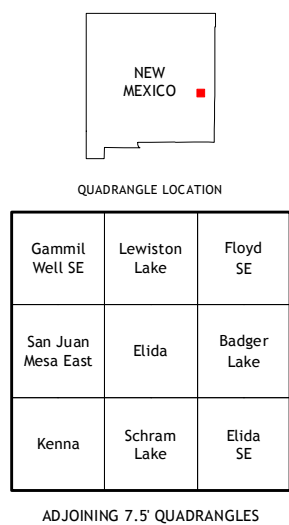 NEW
MEXICO
QUADRANGLE LOCATION
Gammil
Well SE
Lewiston
Lake
Floyd
SE
San Juan
Mesa East
Elida
Badger
Lake
Kenna
Schram
Lake
Elida
SE
ADJOINING 7.5' QUADRANGLES